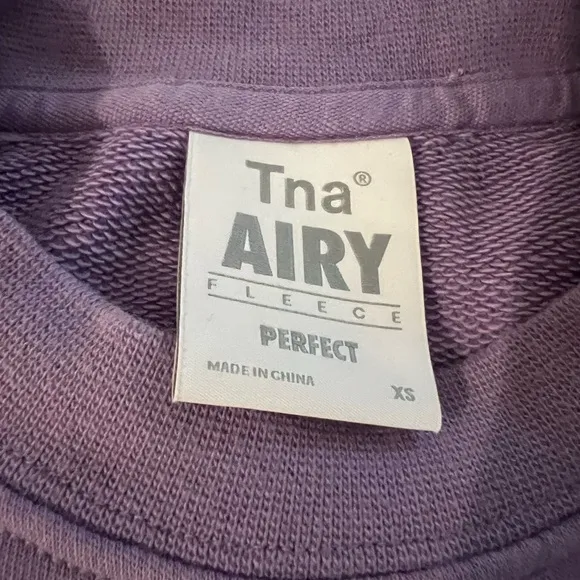 Tna®
AIRY
FLEECE
PERFECT
MADE IN CHINA XS